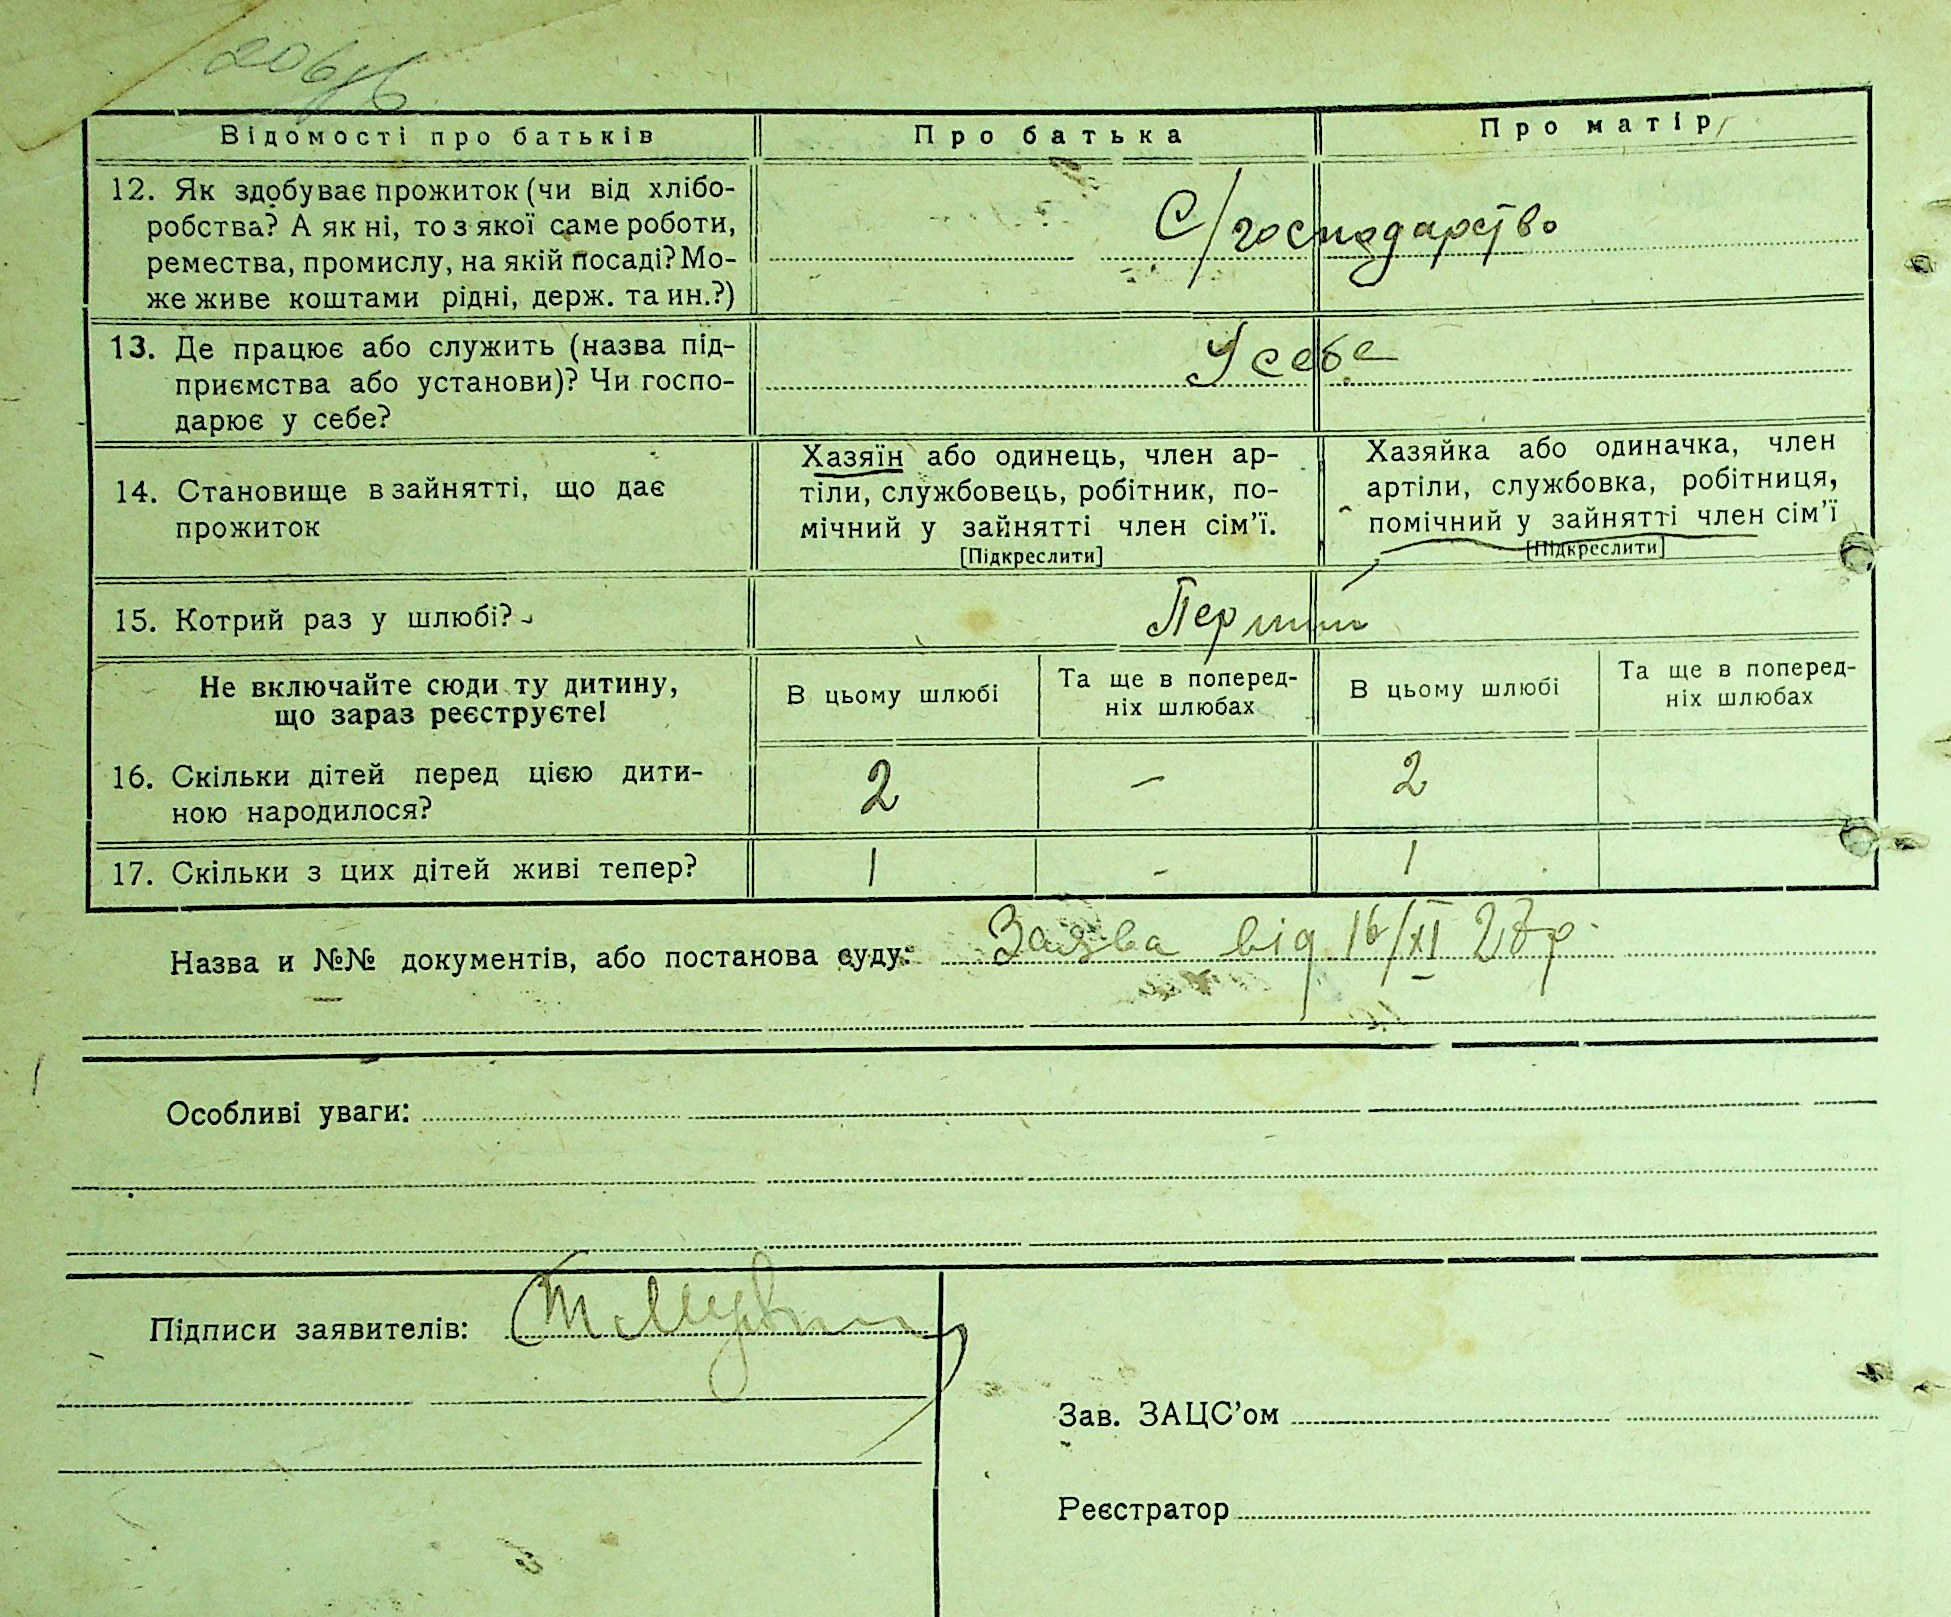 Відомості про батьків
Про батька
Про матір
12. Як здобуває прожиток (чи від хлібо-
робства? А як ні, то з якої саме роботи,
ремества, промислу, на якій посаді? Мо-
же живе коштами рідні, держ. та ин.?)
С/господарство
13. Де працює або служить (назва під-
приємства або установи)? Чи госпо-
дарює у себе?
У себе
14. Становище в зайнятті, що дає
прожиток
Хазяїн або одинець, член ар-
тіли, службовець, робітник, по-
мічний у зайнятті член сім’ї.
[Підкреслити]
Хазяйка або одиначка, член
артіли, службовка, робітниця,
помічний у зайнятті член сім’ї
[Підкреслити]
15. Котрий раз у шлюбі?
Перший
Не включайте сюди ту дитину,
що зараз реєструєте!
В цьому шлюбі
Та ще в поперед-
ніх шлюбах
В цьому шлюбі
Та ще в поперед-
ніх шлюбах
16. Скільки дітей перед цією дити-
ною народилося?
2 – 2
17. Скільки з цих дітей живі тепер?
1 - 1
Назва и №№ документів, або постанова суду: Заява від 16/XI 28р.
Особливі уваги:
Підписи заявителів:
Зав. ЗАЦС’ом
Реєстратор